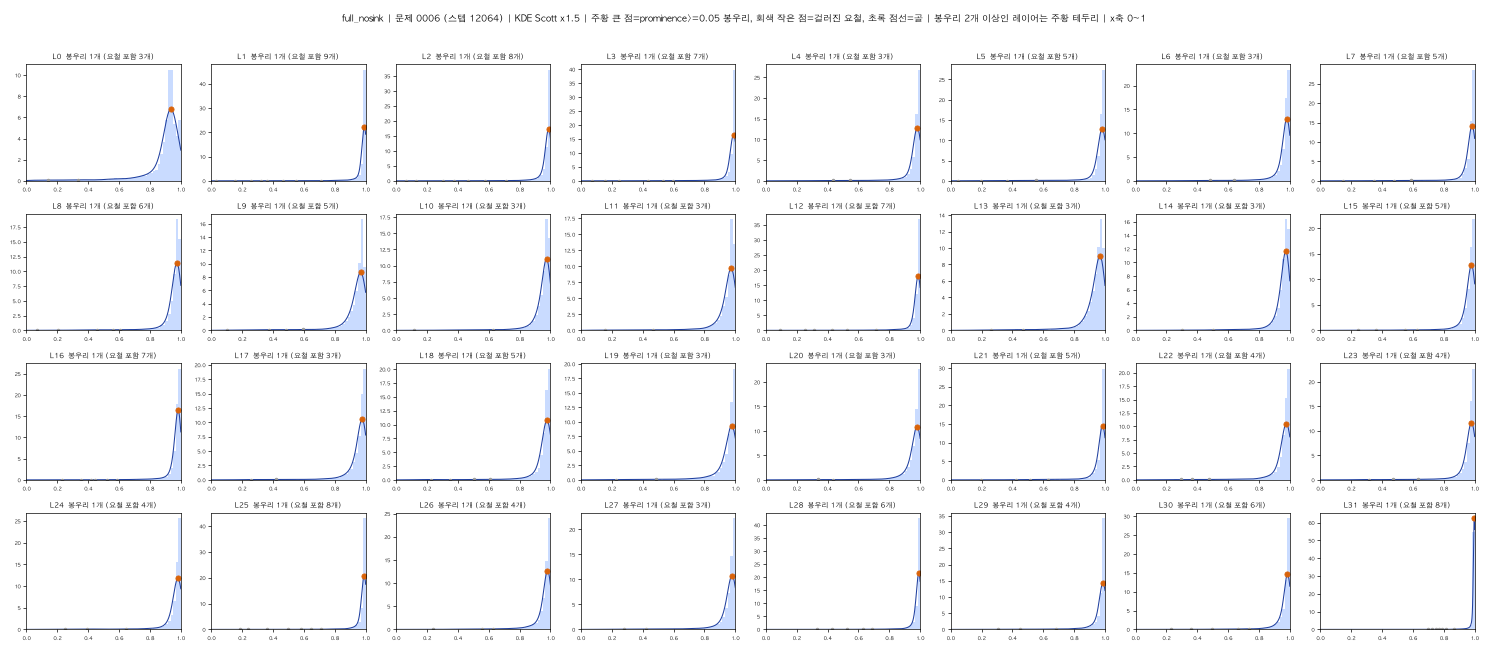 full_nosink | 문제 0006 (스텝 12064) | KDE Scott x1.5 | 주황 큰 점=prominence>=0.05 봉우리, 회색 작은 점=걸러진 요철, 초록 점선=골 | 봉우리 2개 이상인 레이어는 주황 테두리 | x축 0~1
L0 봉우리 1개 (요철 포함 3개)
L1 봉우리 1개 (요철 포함 9개)
L2 봉우리 1개 (요철 포함 8개)
L3 봉우리 1개 (요철 포함 7개)
L4 봉우리 1개 (요철 포함 3개)
L5 봉우리 1개 (요철 포함 5개)
L6 봉우리 1개 (요철 포함 3개)
L7 봉우리 1개 (요철 포함 5개)
L8 봉우리 1개 (요철 포함 6개)
L9 봉우리 1개 (요철 포함 5개)
L10 봉우리 1개 (요철 포함 3개)
L11 봉우리 1개 (요철 포함 3개)
L12 봉우리 1개 (요철 포함 7개)
L13 봉우리 1개 (요철 포함 3개)
L14 봉우리 1개 (요철 포함 3개)
L15 봉우리 1개 (요철 포함 5개)
L16 봉우리 1개 (요철 포함 7개)
L17 봉우리 1개 (요철 포함 3개)
L18 봉우리 1개 (요철 포함 5개)
L19 봉우리 1개 (요철 포함 3개)
L20 봉우리 1개 (요철 포함 3개)
L21 봉우리 1개 (요철 포함 5개)
L22 봉우리 1개 (요철 포함 4개)
L23 봉우리 1개 (요철 포함 4개)
L24 봉우리 1개 (요철 포함 4개)
L25 봉우리 1개 (요철 포함 8개)
L26 봉우리 1개 (요철 포함 4개)
L27 봉우리 1개 (요철 포함 3개)
L28 봉우리 1개 (요철 포함 6개)
L29 봉우리 1개 (요철 포함 4개)
L30 봉우리 1개 (요철 포함 6개)
L31 봉우리 1개 (요철 포함 8개)